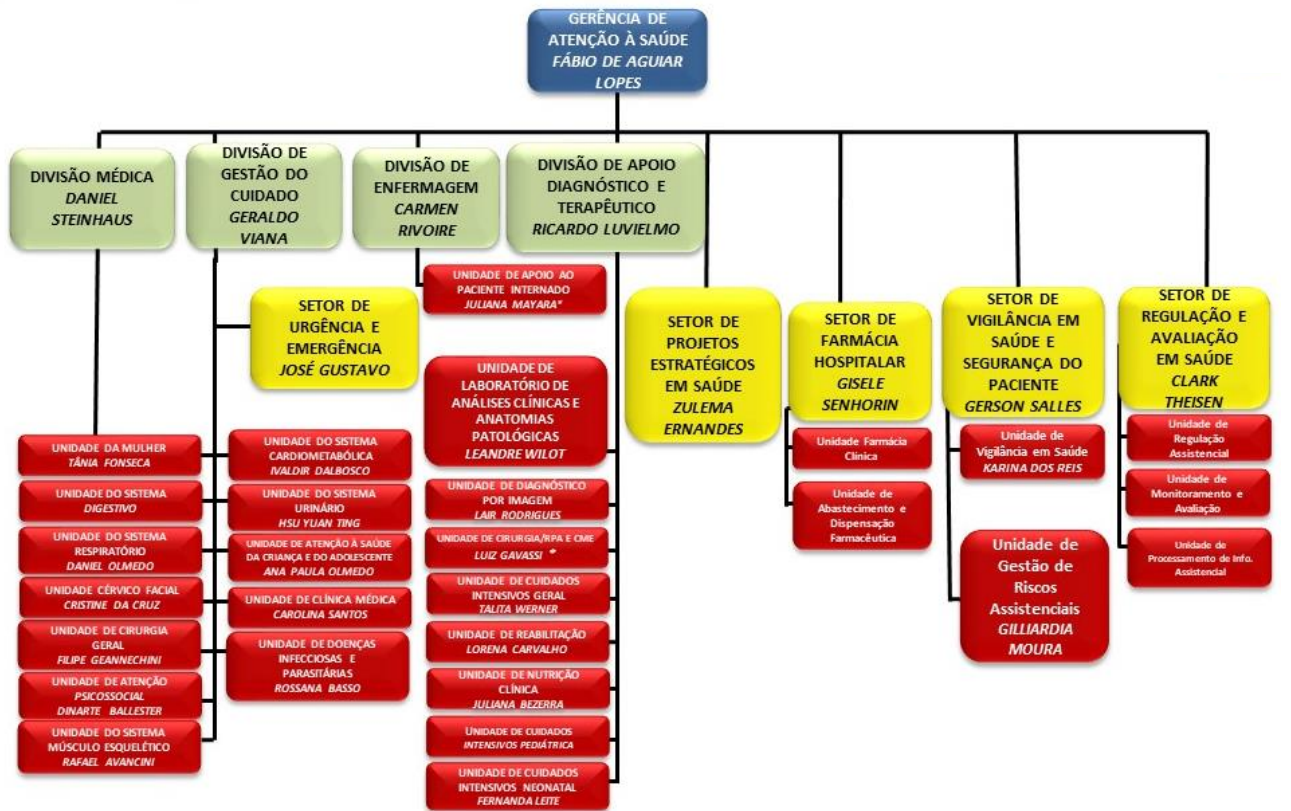 GERÊNCIA DE
ATENÇÃO À SAÚDE
FÁBIO DE AGUIAR
LOPES
DIVISÃO MÉDICA
DANIEL
STEINHAUS
DIVISÃO DE
GESTÃO DO
CUIDADO
GERALDO
VIANA
DIVISÃO DE
ENFERMAGEM
CARMEN
RIVOIRE
DIVISÃO DE APOIO
DIAGNÓSTICO E
TERAPÊUTICO
RICARDO LUVIELMO
SETOR DE
URGÊNCIA E
EMERGÊNCIA
JOSÉ GUSTAVO
UNIDADE DE APOIO AO
PACIENTE INTERNADO
JULIANA MAYARA*
SETOR DE
PROJETOS
ESTRATÉGICOS
EM SAÚDE
ZULEMA
ERNANDES
SETOR DE
FARMÁCIA
HOSPITALAR
GISELE
SENHORIN
SETOR DE
VIGILÂNCIA EM
SAÚDE E
SEGURANÇA DO
PACIENTE
GERSON SALLES
SETOR DE
REGULAÇÃO E
AVALIAÇÃO
EM SAÚDE
CLARK
THEISEN
UNIDADE DA MULHER
TÂNIA FONSECA
UNIDADE DO SISTEMA
DIGESTIVO
UNIDADE DO SISTEMA
RESPIRATÓRIO
DANIEL OLMEDO
UNIDADE CÉRVICO FACIAL
CRISTINE DA CRUZ
UNIDADE DE CIRURGIA
GERAL
FILIPE GEANNECHINI
UNIDADE DE ATENÇÃO
PSICOSSOCIAL
DINARTE BALLESTER
UNIDADE DO SISTEMA
MÚSCULO ESQUELÉTICO
RAFAEL AVANCINI
UNIDADE DO SISTEMA
CARDIOMETABÓLICA
IVALDIR DALBOSCO
UNIDADE DO SISTEMA
URINÁRIO
HSU YUAN TING
UNIDADE DE ATENÇÃO À SAÚDE
DA CRIANÇA E DO ADOLESCENTE
ANA PAULA OLMEDO
UNIDADE DE CLÍNICA MÉDICA
CAROLINA SANTOS
UNIDADE DE DOENÇAS
INFECCIOSAS E
PARASITÁRIAS
ROSSANA BASSO
UNIDADE DE
LABORATÓRIO DE
ANÁLISES CLÍNICAS E
ANATOMIAS
PATOLÓGICAS
LEANDRE WILOT
UNIDADE DE DIAGNÓSTICO
POR IMAGEM
LAIR RODRIGUES
UNIDADE DE CIRURGIA/RPA E CME
LUIZ GAVASSI *
UNIDADE DE CUIDADOS
INTENSIVOS GERAL
TALITA WERNER
UNIDADE DE REABILITAÇÃO
LORENA CARVALHO
UNIDADE DE NUTRIÇÃO
CLÍNICA
JULIANA BEZERRA
UNIDADE DE CUIDADOS
INTENSIVOS PEDIÁTRICA
UNIDADE DE CUIDADOS
INTENSIVOS NEONATAL
FERNANDA LEITE
Unidade Farmácia
Clínica
Unidade de
Abastecimento e
Dispensação
Farmacêutica
Unidade de
Vigilância em Saúde
KARINA DOS REIS
Unidade de
Gestão de
Riscos
Assistenciais
GILLIARDIA
MOURA
Unidade de
Regulação
Assistencial
Unidade de
Monitoramento e
Avaliação
Unidade de
Processamento de Info.
Assistencial